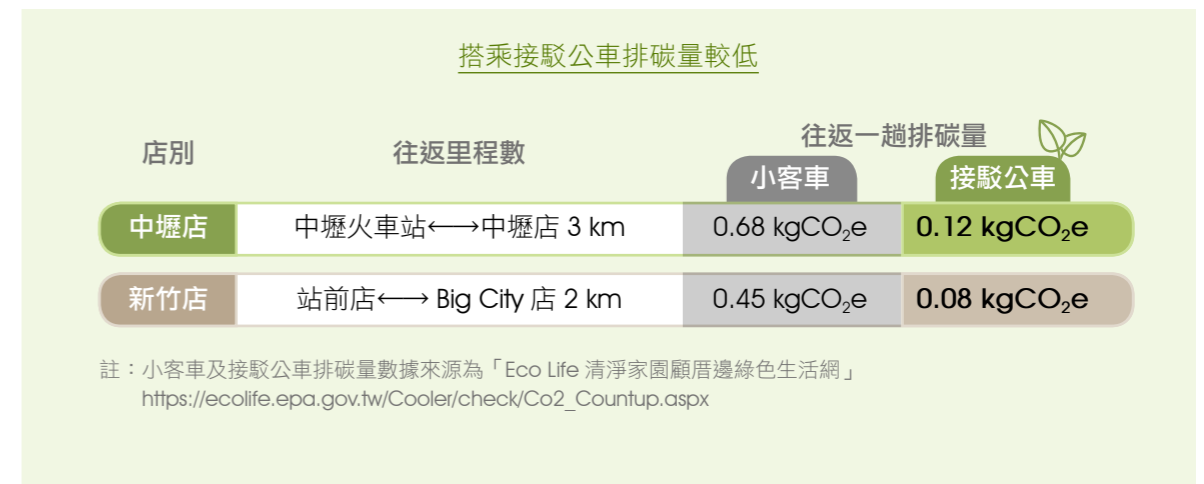 搭乘接駁公車排碳量較低
店別 往返里程數 往返一趟排碳量
小客車 接駁公車
中壢店 中壢火車站⟷中壢店 3 km 0.68 kgCO₂e 0.12 kgCO₂e
新竹店 站前店⟷ Big City 店 2 km 0.45 kgCO₂e 0.08 kgCO₂e
註：小客車及接駁公車排碳量數據來源為「Eco Life 清淨家園顧厝邊綠色生活網」
https://ecolife.epa.gov.tw/Cooler/check/Co2_Countup.aspx